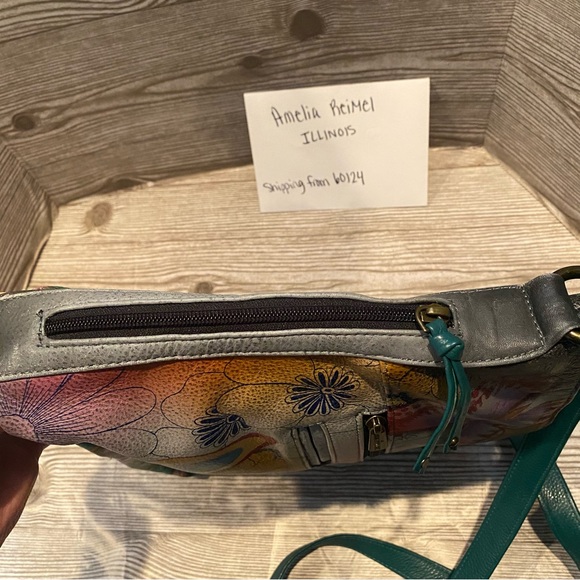 Amelia Reimel
ILLINOIS
Shipping from 60124